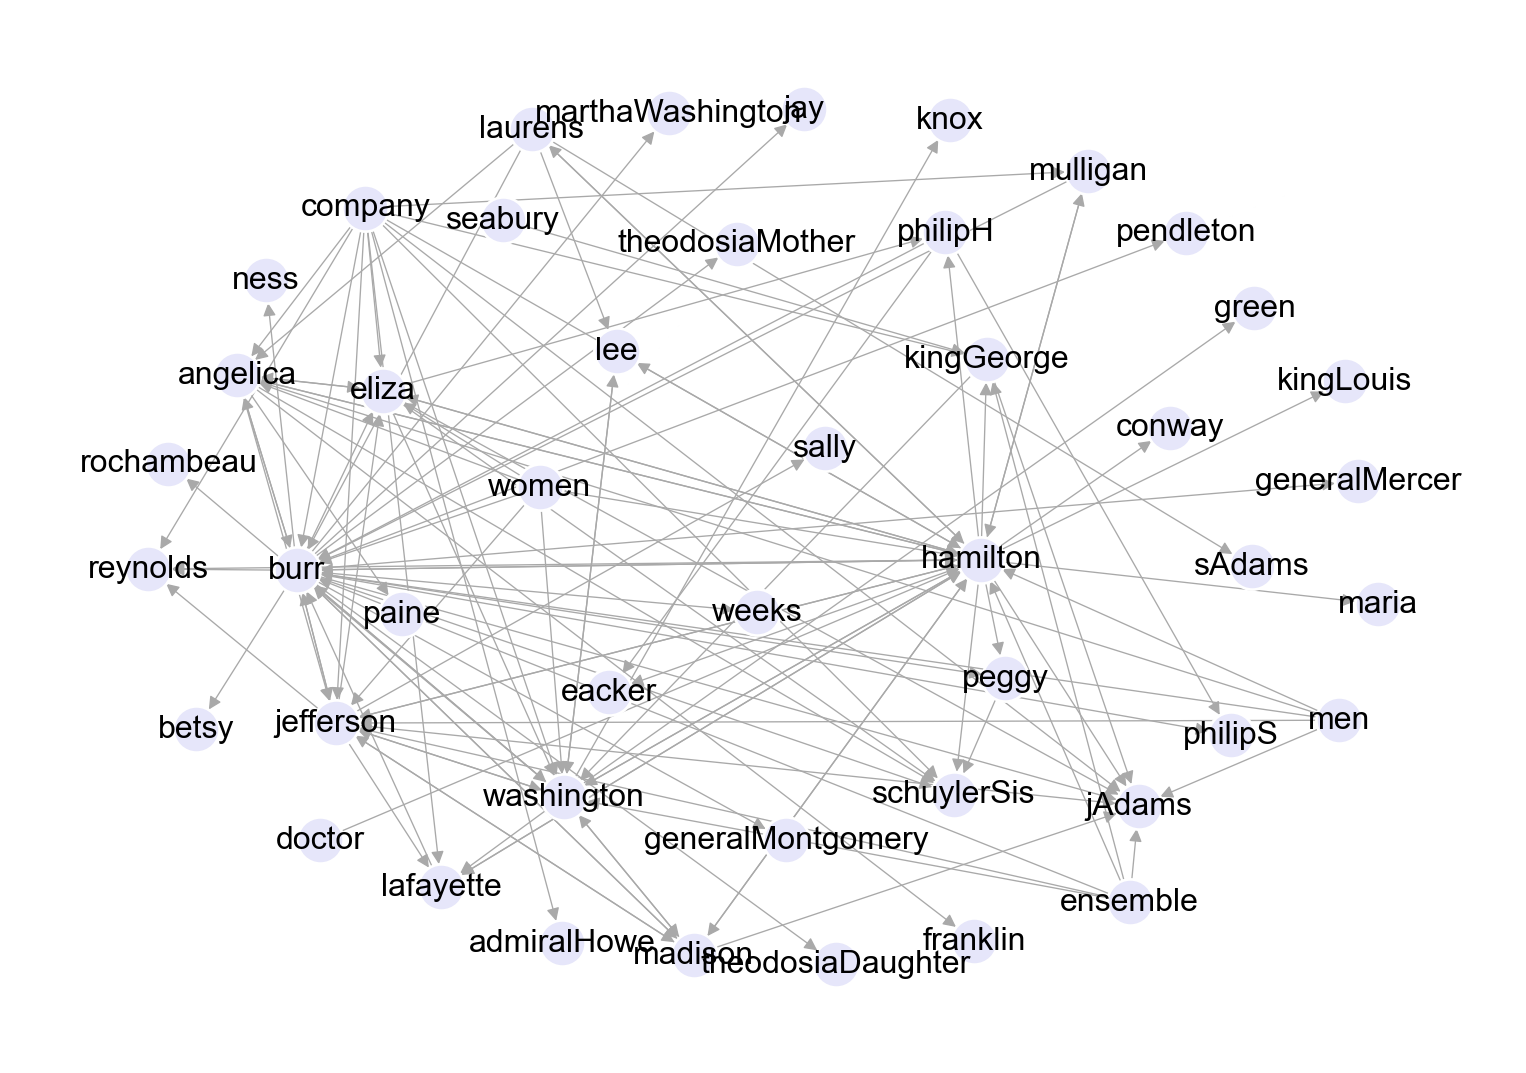 marthaWashington
jay
laurens
knox
mulligan
company
seabury
theodosiaMother
philipH
pendleton
ness
green
lee
kingGeorge
angelica
eliza
kingLouis
conway
sally
rochambeau
women
generalMercer
hamilton
reynolds
burr
sAdams
paine
weeks
maria
peggy
eacker
betsy
jefferson
men
philipS
washington
schuylerSis
jAdams
doctor
generalMontgomery
lafayette
ensemble
admiralHowe
madison
franklin
theodosiaDaughter